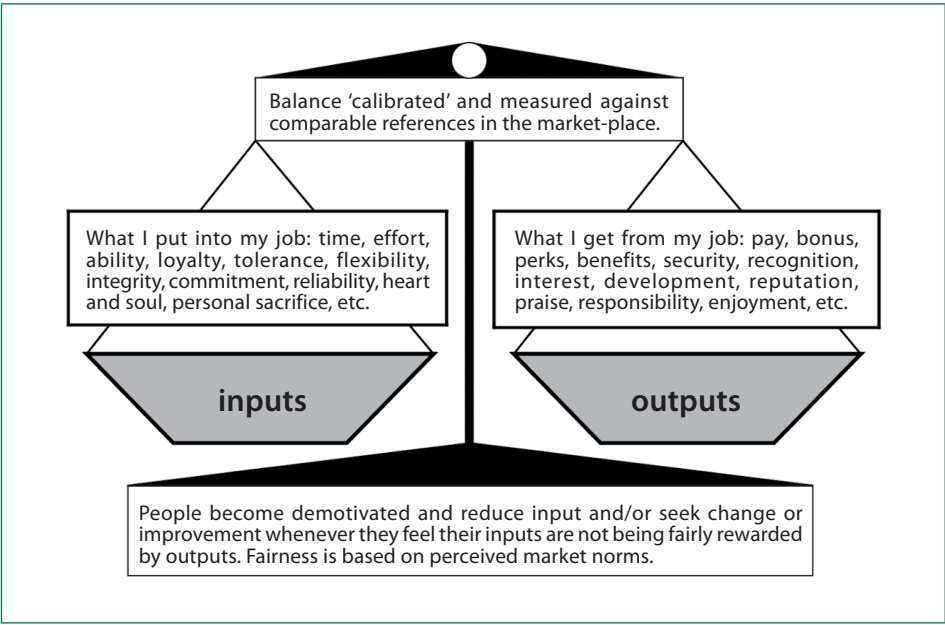 Balance ‘calibrated’ and measured against
comparable references in the market-place.
What I put into my job: time, effort,
ability, loyalty, tolerance, flexibility,
integrity, commitment, reliability, heart
and soul, personal sacrifice, etc.
What I get from my job: pay, bonus,
perks, benefits, security, recognition,
interest, development, reputation,
praise, responsibility, enjoyment, etc.
inputs
outputs
People become demotivated and reduce input and/or seek change or
improvement whenever they feel their inputs are not being fairly rewarded
by outputs. Fairness is based on perceived market norms.